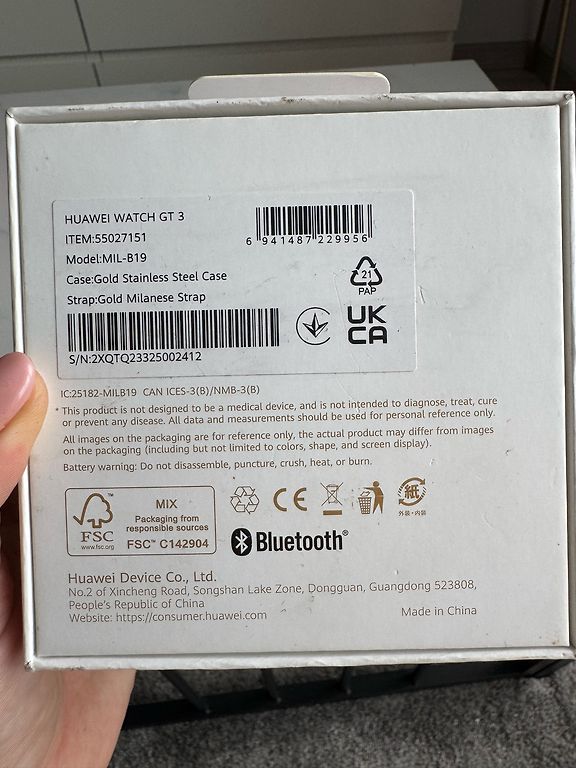 HUAWEI WATCH GT 3
ITEM:55027151
Model:MIL-B19
Case:Gold Stainless Steel Case
Strap:Gold Milanese Strap
S/N:2XQTQ23325002412
6 941487 229956
21
PAP
UK
CA
IC:25182-MILB19 CAN ICES-3(B)/NMB-3(B)
* This product is not designed to be a medical device, and is not intended to diagnose, treat, cure
or prevent any disease. All data and measurements should be used for personal reference only.
All images on the packaging are for reference only, the actual product may differ from images
on the packaging (including but not limited to colors, shape, and screen display).
Battery warning: Do not disassemble, puncture, crush, heat, or burn.
FSC
www.fsc.org
MIX
Packaging from
responsible sources
FSC™ C142904
CE
紙
外装・内装
Bluetooth®
Huawei Device Co., Ltd.
No.2 of Xincheng Road, Songshan Lake Zone, Dongguan, Guangdong 523808,
People's Republic of China
Website: https://consumer.huawei.com
Made in China